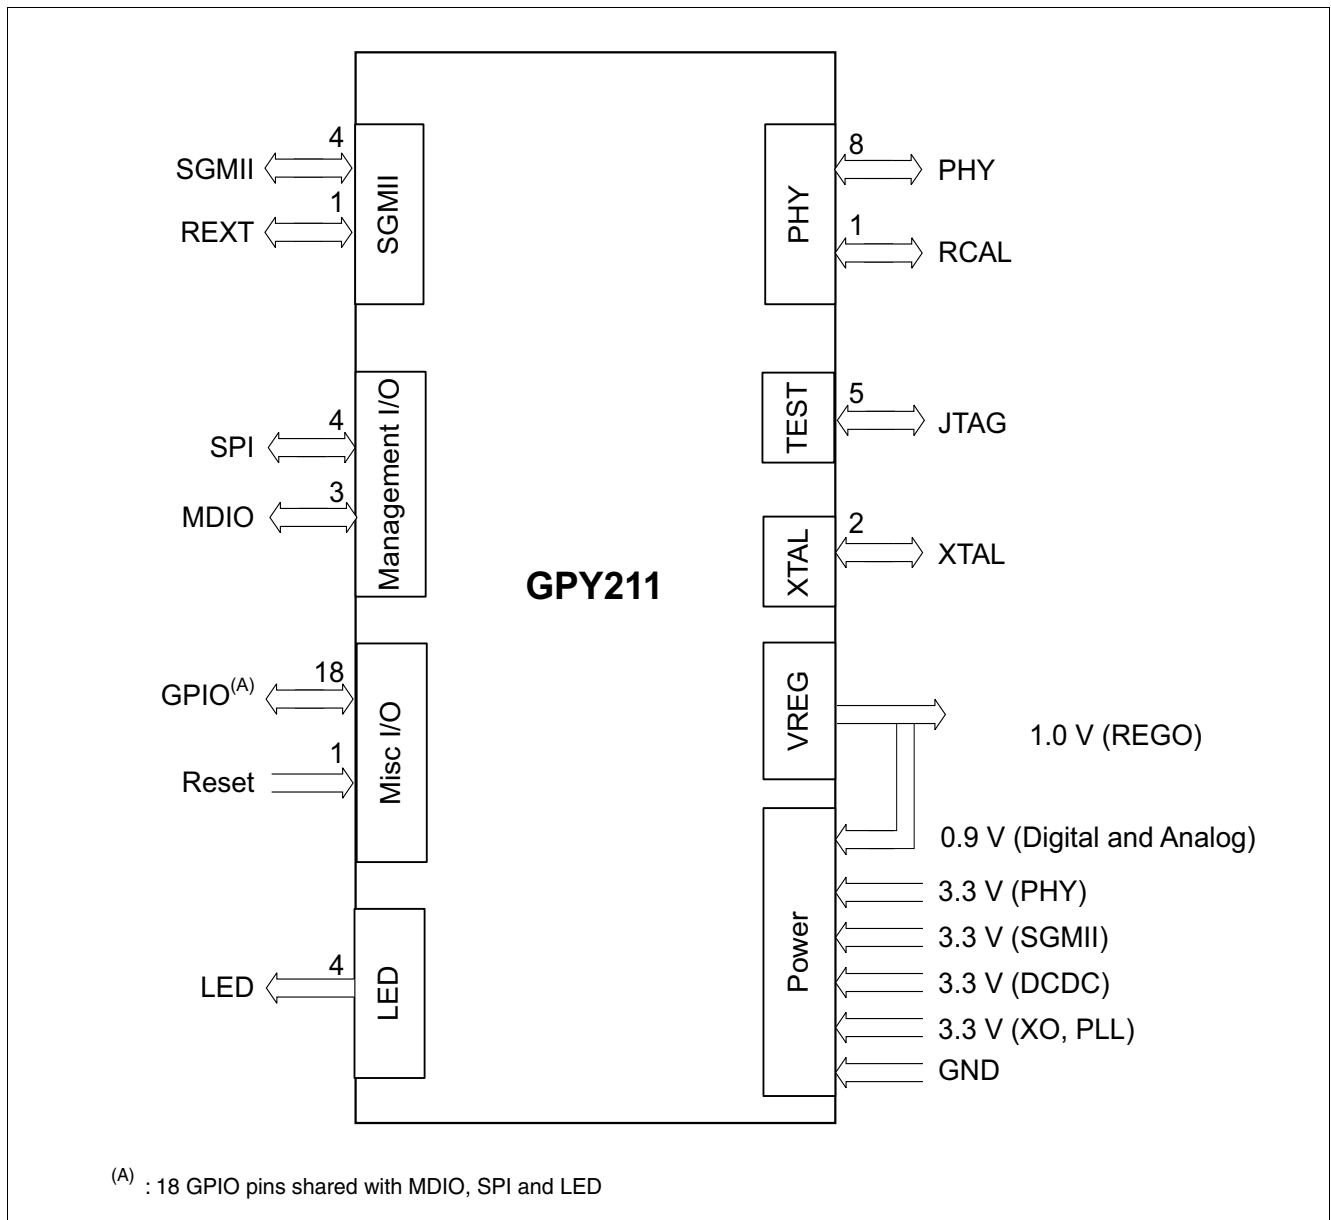 4
SGMII
1
REXT
SGMII
4
SPI
3
MDIO
Management I/O
18
GPIO(A)
1
Reset
Misc I/O
4
LED
LED
GPY211
PHY
8
PHY
1
RCAL
TEST
5
JTAG
XTAL
2
XTAL
VREG
1.0 V (REGO)
Power
0.9 V (Digital and Analog)
3.3 V (PHY)
3.3 V (SGMII)
3.3 V (DCDC)
3.3 V (XO, PLL)
GND
(A) : 18 GPIO pins shared with MDIO, SPI and LED